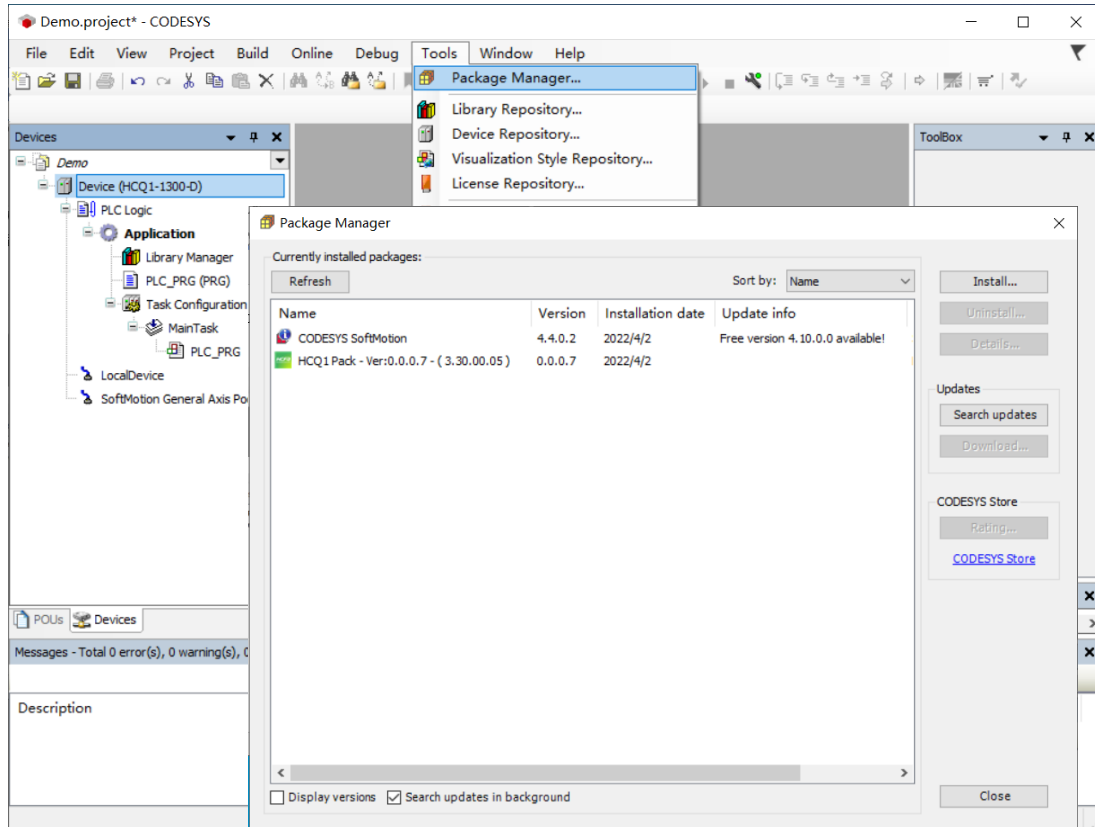 Demo.project* - CODESYS
File Edit View Project Build Online Debug Tools Window Help
Package Manager...
Library Repository...
Device Repository...
Visualization Style Repository...
License Repository...
Devices
ToolBox
Demo
Device (HCQ1-1300-D)
PLC Logic
Application
Library Manager
PLC_PRG (PRG)
Task Configuration
MainTask
PLC_PRG
LocalDevice
SoftMotion General Axis Po
POUs Devices
Messages - Total 0 error(s), 0 warning(s), 0
Description
Package Manager
Currently installed packages:
Refresh Sort by: Name
Name Version Installation date Update info
CODESYS SoftMotion 4.4.0.2 2022/4/2 Free version 4.10.0.0 available!
HCQ1 Pack - Ver:0.0.0.7 - ( 3.30.00.05 ) 0.0.0.7 2022/4/2
Install...
Uninstall...
Details...
Updates
Search updates
Download...
CODESYS Store
Rating...
CODESYS Store
Display versions Search updates in background
Close